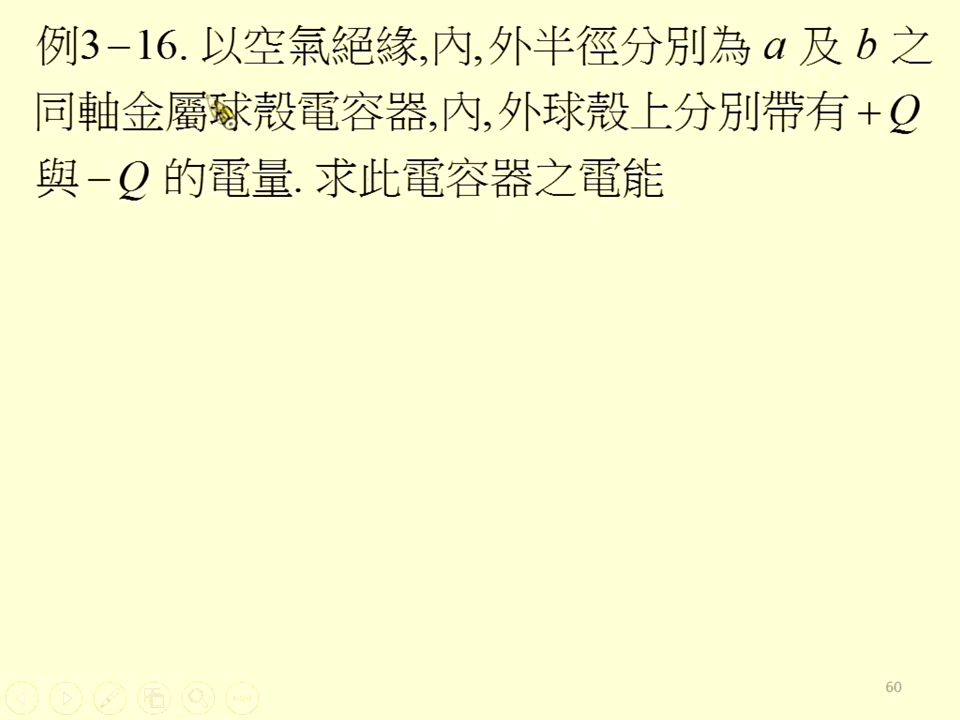 例3－16. 以空氣絕緣,內,外半徑分別為 a 及 b 之
同軸金屬球殼電容器,內,外球殼上分別帶有 +Q
與 −Q 的電量. 求此電容器之電能
60